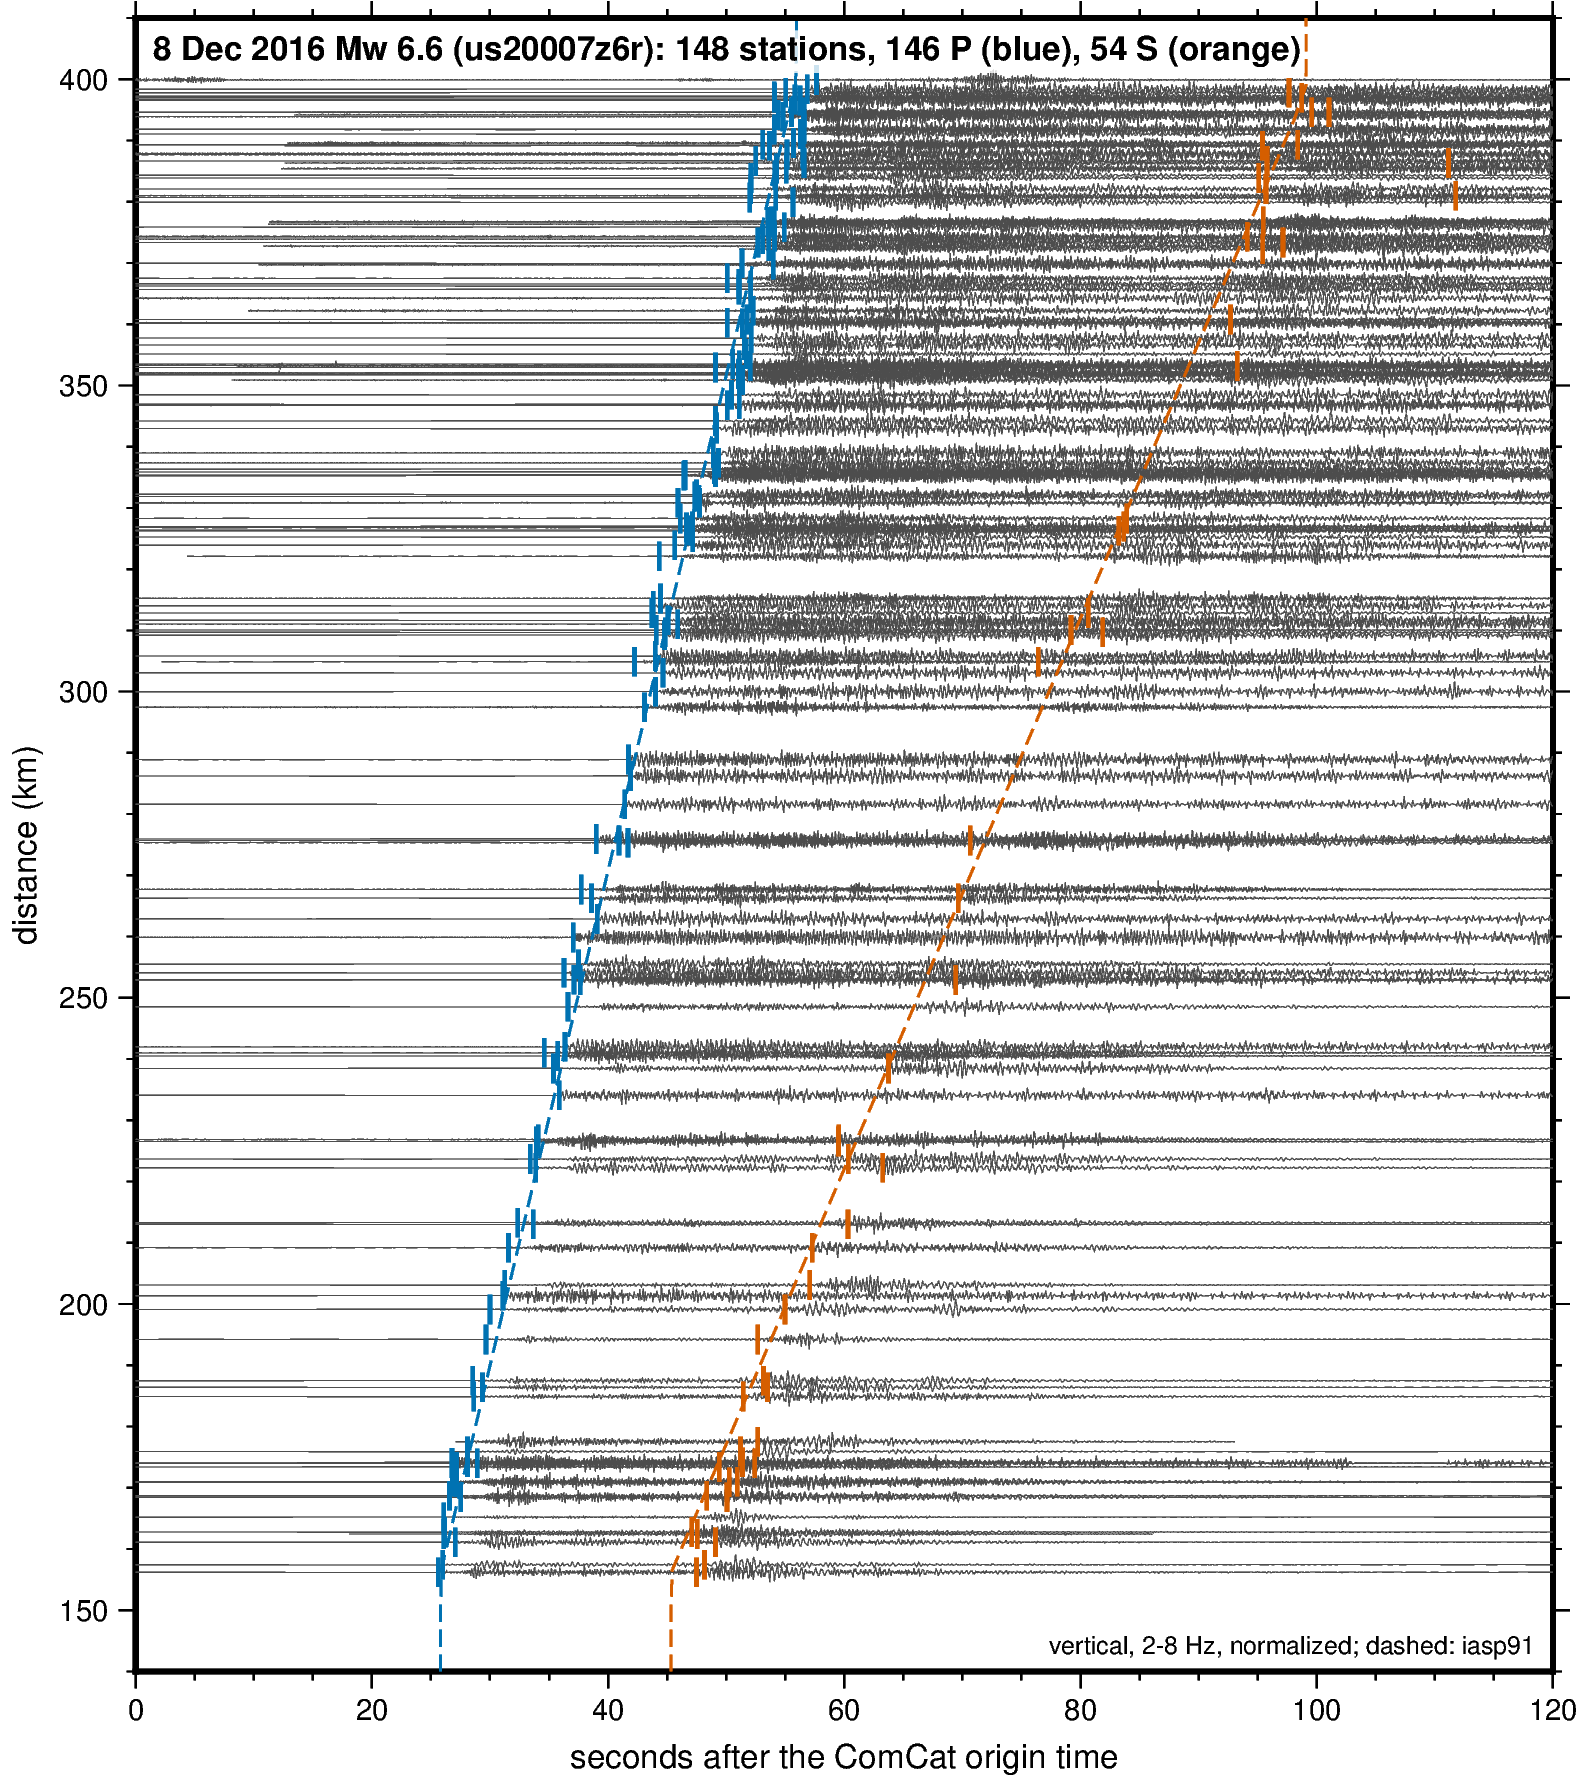 8 Dec 2016 Mw 6.6 (us20007z6r): 148 stations, 146 P (blue), 54 S (orange)
400
350
300
250
200
150
distance (km)
vertical, 2-8 Hz, normalized; dashed: iasp91
0 20 40 60 80 100 120
seconds after the ComCat origin time